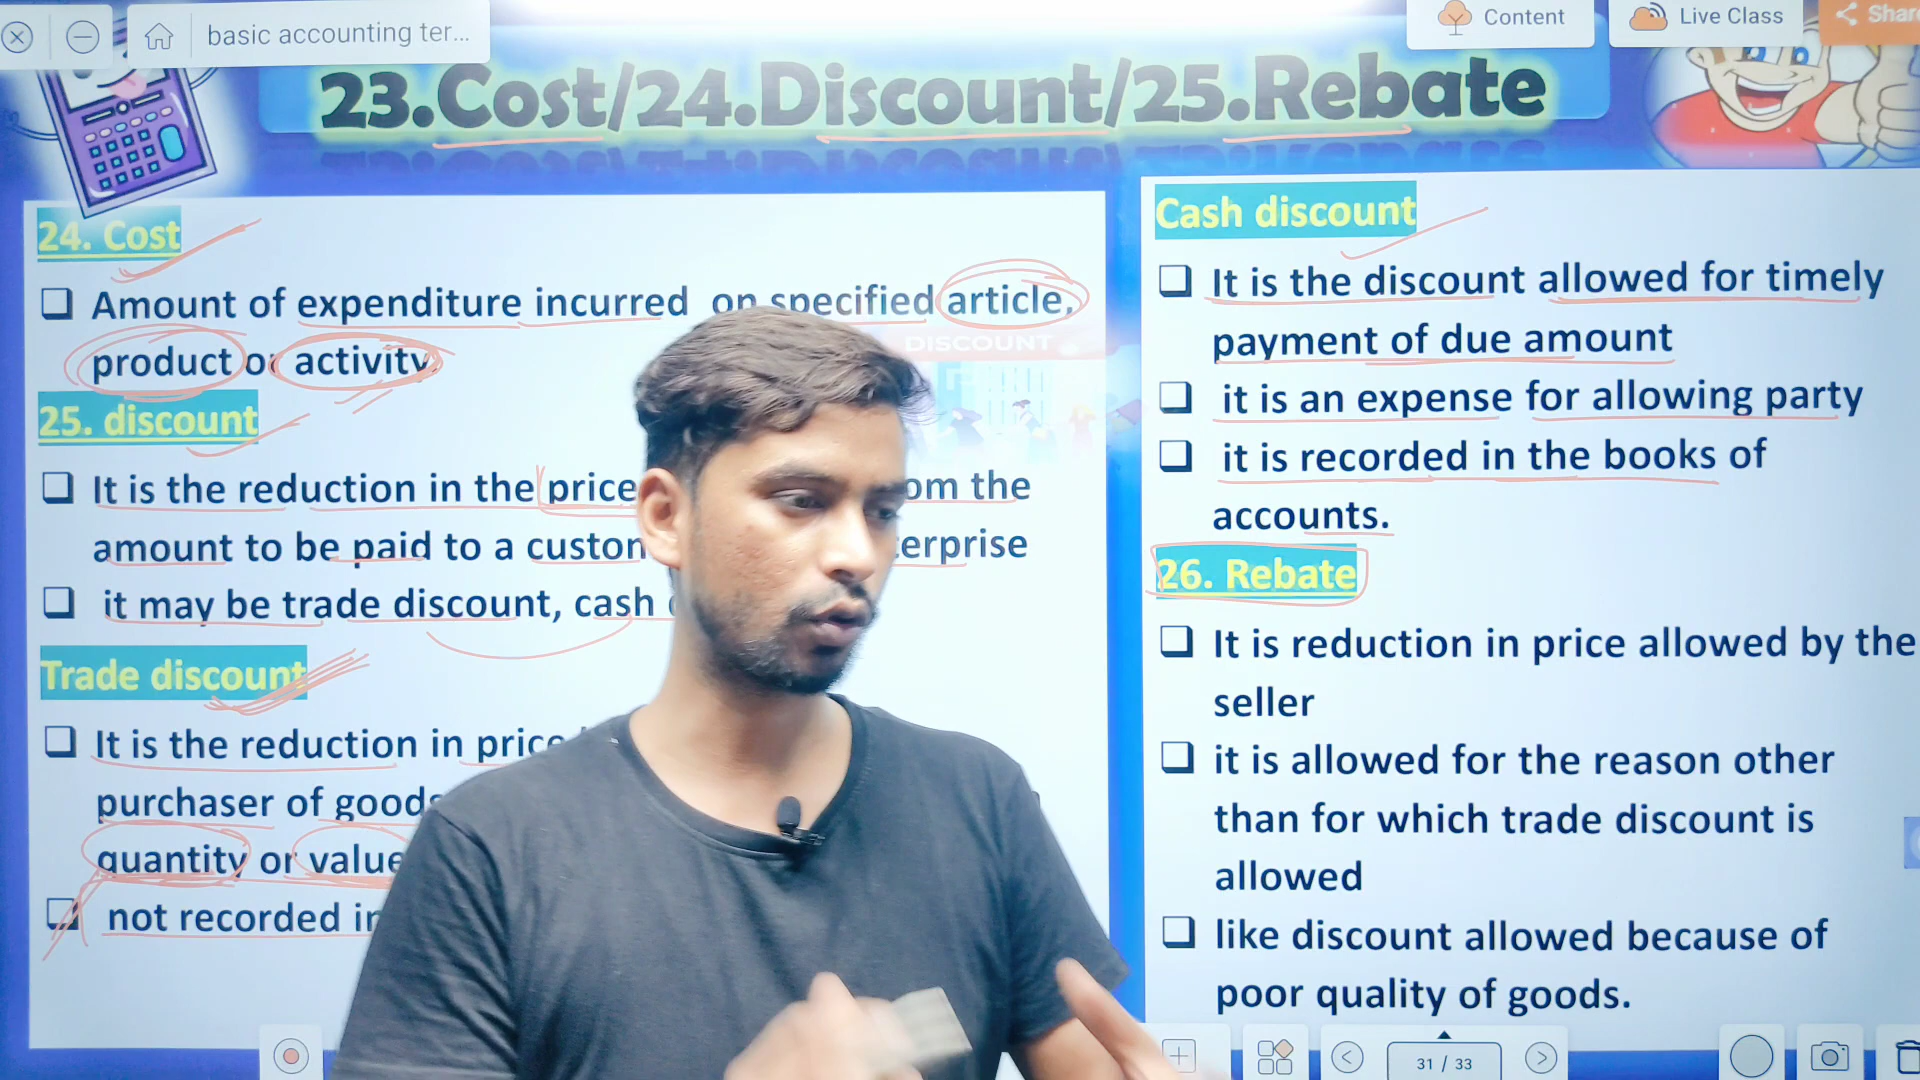 basic accounting ter...
Content
Live Class
Share
23.Cost/24.Discount/25.Rebate
24. Cost
Amount of expenditure incurred on specified article,
product or activity
25. discount
It is the reduction in the price om the
amount to be paid to a custom erprise
it may be trade discount, cash
Trade discount
It is the reduction in price
purchaser of goods
quantity or value
not recorded in
DISCOUNT
Cash discount
It is the discount allowed for timely
payment of due amount
it is an expense for allowing party
it is recorded in the books of
accounts.
26. Rebate
It is reduction in price allowed by the
seller
it is allowed for the reason other
than for which trade discount is
allowed
like discount allowed because of
poor quality of goods.
31 / 33